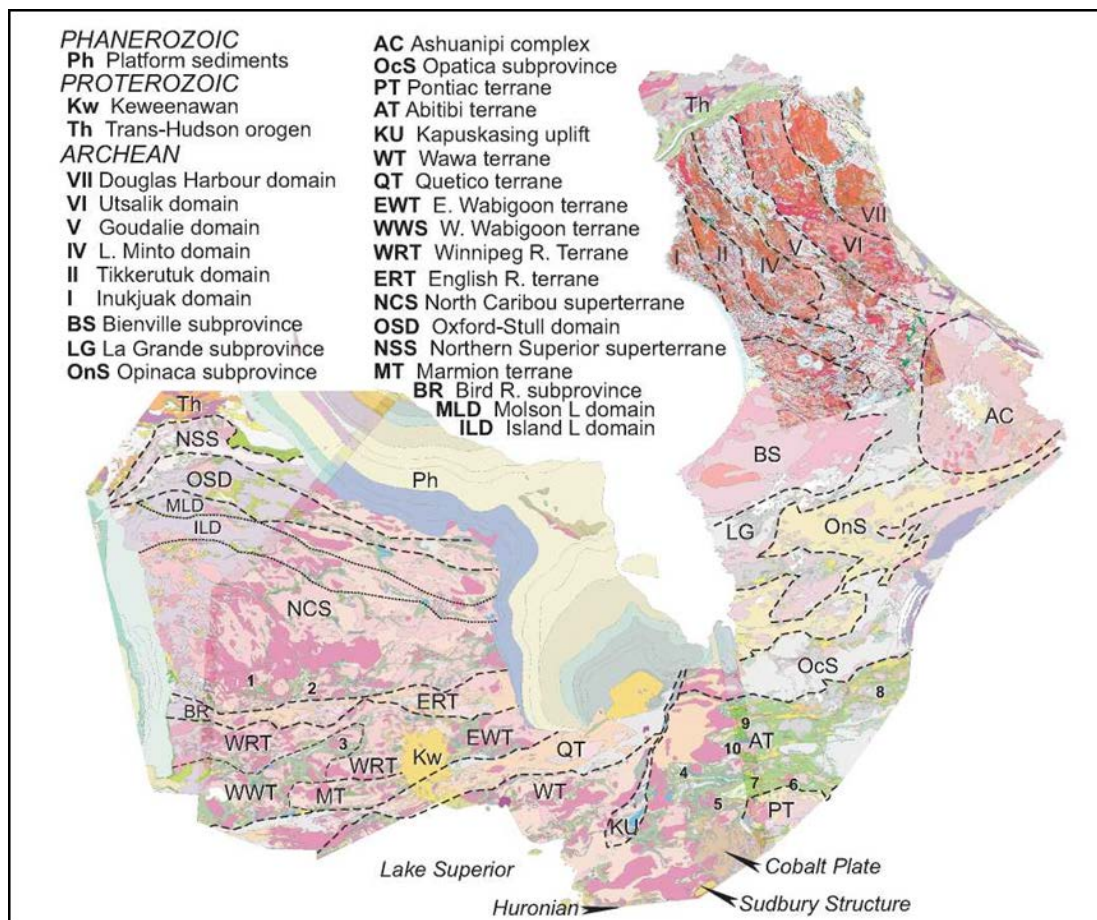 PHANEROZOIC
Ph Platform sediments
PROTEROZOIC
Kw Keweenawan
Th Trans-Hudson orogen
ARCHEAN
VII Douglas Harbour domain
VI Utsalik domain
V Goudalie domain
IV L. Minto domain
II Tikkerutuk domain
I Inukjuak domain
BS Bienville subprovince
LG La Grande subprovince
OnS Opinaca subprovince
AC Ashuanipi complex
OcS Opatica subprovince
PT Pontiac terrane
AT Abitibi terrane
KU Kapuskasing uplift
WT Wawa terrane
QT Quetico terrane
EWT E. Wabigoon terrane
WWS W. Wabigoon terrane
WRT Winnipeg R. Terrane
ERT English R. terrane
NCS North Caribou superterrane
OSD Oxford-Stull domain
NSS Northern Superior superterrane
MT Marmion terrane
BR Bird R. subprovince
MLD Molson L domain
ILD Island L domain
Th
I
II
IV
V
VI
VII
AC
BS
LG
OnS
OcS
Th
NSS
OSD
MLD
ILD
Ph
NCS
1
2
BR
ERT
WRT
3
WRT
Kw
EWT
QT
WWT
MT
WT
KU
8
9
AT
10
4
7
6
5
PT
Lake Superior
Cobalt Plate
Huronian
Sudbury Structure